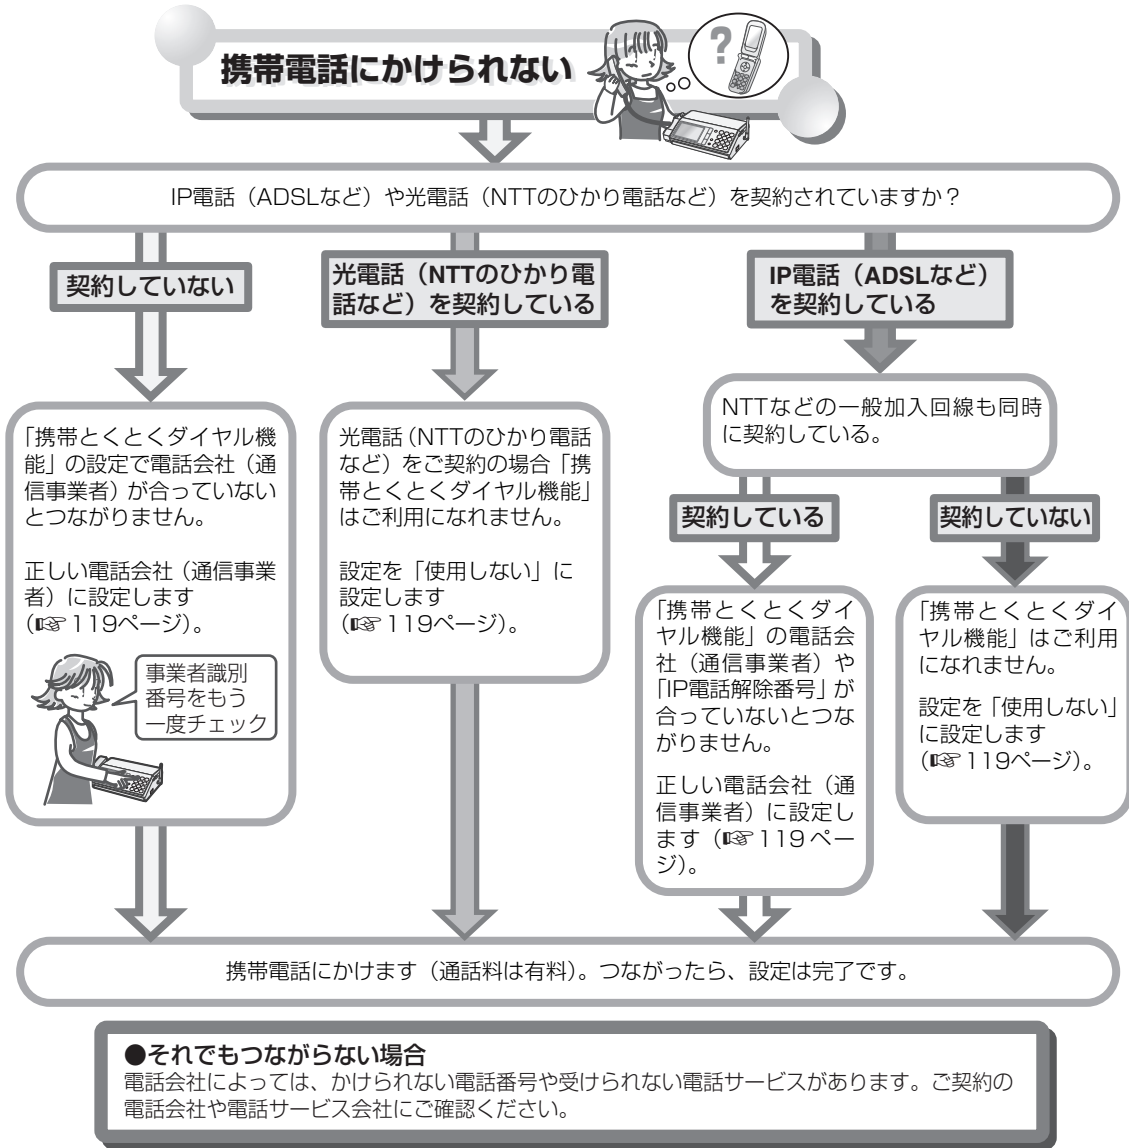 携帯電話にかけられない
?
IP電話（ADSLなど）や光電話（NTTのひかり電話など）を契約されていますか？
契約していない
「携帯とくとくダイヤル機
能」の設定で電話会社（通
信事業者）が合っていない
とつながりません。
正しい電話会社（通信事業
者）に設定します
（☞119ページ）。
事業者識別
番号をもう
一度チェック
光電話（NTTのひかり電
話など）を契約している
光電話（NTTのひかり電話
など）をご契約の場合「携
帯とくとくダイヤル機能」
はご利用になれません。
設定を「使用しない」に
設定します
（☞119ページ）。
IP電話（ADSLなど）
を契約している
NTTなどの一般加入回線も同時
に契約している。
契約している
「携帯とくとくダイ
ヤル機能」の電話会
社（通信事業者）や
「IP電話解除番号」が
合っていないとつな
がりません。
正しい電話会社（通
信事業者）に設定し
ます（☞119ペー
ジ）。
契約していない
「携帯とくとくダイ
ヤル機能」はご利用
になれません。
設定を「使用しない」
に設定します
（☞119ページ）。
携帯電話にかけます（通話料は有料）。つながったら、設定は完了です。
●それでもつながらない場合
電話会社によっては、かけられない電話番号や受けられない電話サービスがあります。ご契約の
電話会社や電話サービス会社にご確認ください。